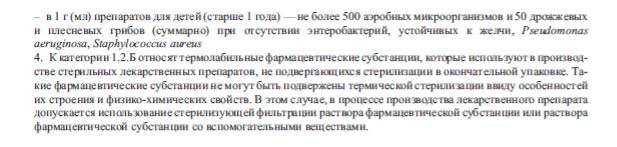 – в 1 г (мл) препаратов для детей (старше 1 года) — не более 500 аэробных микроорганизмов и 50 дрожжевых
и плесневых грибов (суммарно) при отсутствии энтеробактерий, устойчивых к желчи, Pseudomonas
aeruginosa, Staphylococcus aureus
4. К категории 1,2.Б относят термолабильные фармацевтические субстанции, которые используют в производ-
стве стерильных лекарственных препаратов, не подвергающихся стерилизации в окончательной упаковке. Та-
кие фармацевтические субстанции не могут быть подвержены термической стерилизации ввиду особенностей
их строения и физико-химических свойств. В этом случае, в процессе производства лекарственного препарата
допускается использование стерилизующей фильтрации раствора фармацевтической субстанции или раствора
фармацевтической субстанции со вспомогательными веществами.